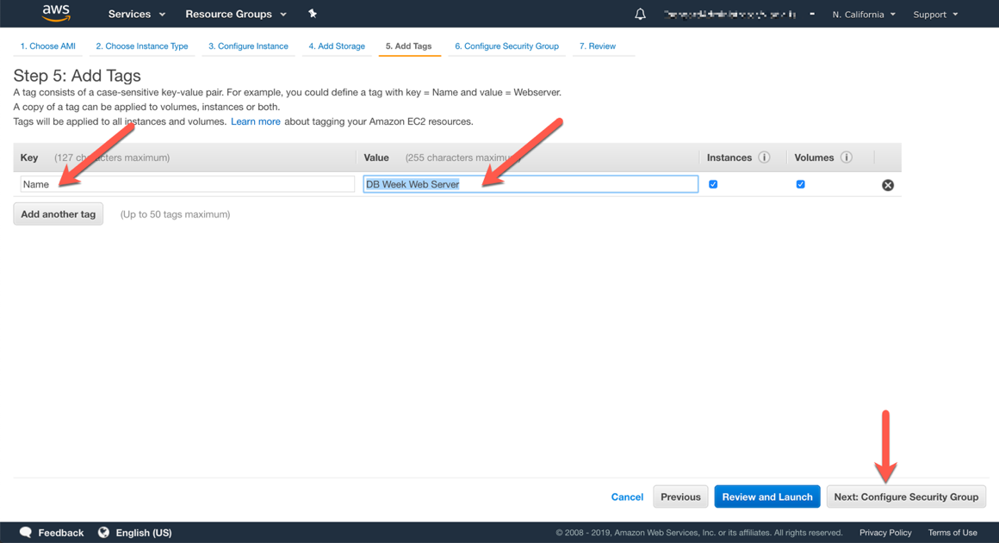 aws Services Resource Groups N. California Support
1. Choose AMI 2. Choose Instance Type 3. Configure Instance 4. Add Storage 5. Add Tags 6. Configure Security Group 7. Review
Step 5: Add Tags
A tag consists of a case-sensitive key-value pair. For example, you could define a tag with key = Name and value = Webserver.
A copy of a tag can be applied to volumes, instances or both.
Tags will be applied to all instances and volumes. Learn more about tagging your Amazon EC2 resources.
Key (127 characters maximum) Value (255 characters maximum) Instances i Volumes i
Name DB Week Web Server
Add another tag (Up to 50 tags maximum)
Cancel Previous Review and Launch Next: Configure Security Group
Feedback English (US) © 2008 - 2019, Amazon Web Services, Inc. or its affiliates. All rights reserved. Privacy Policy Terms of Use